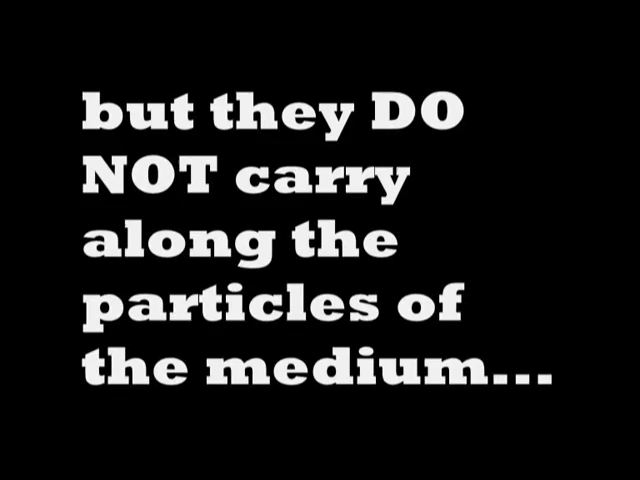 but they DO
NOT carry
along the
particles of
the medium...